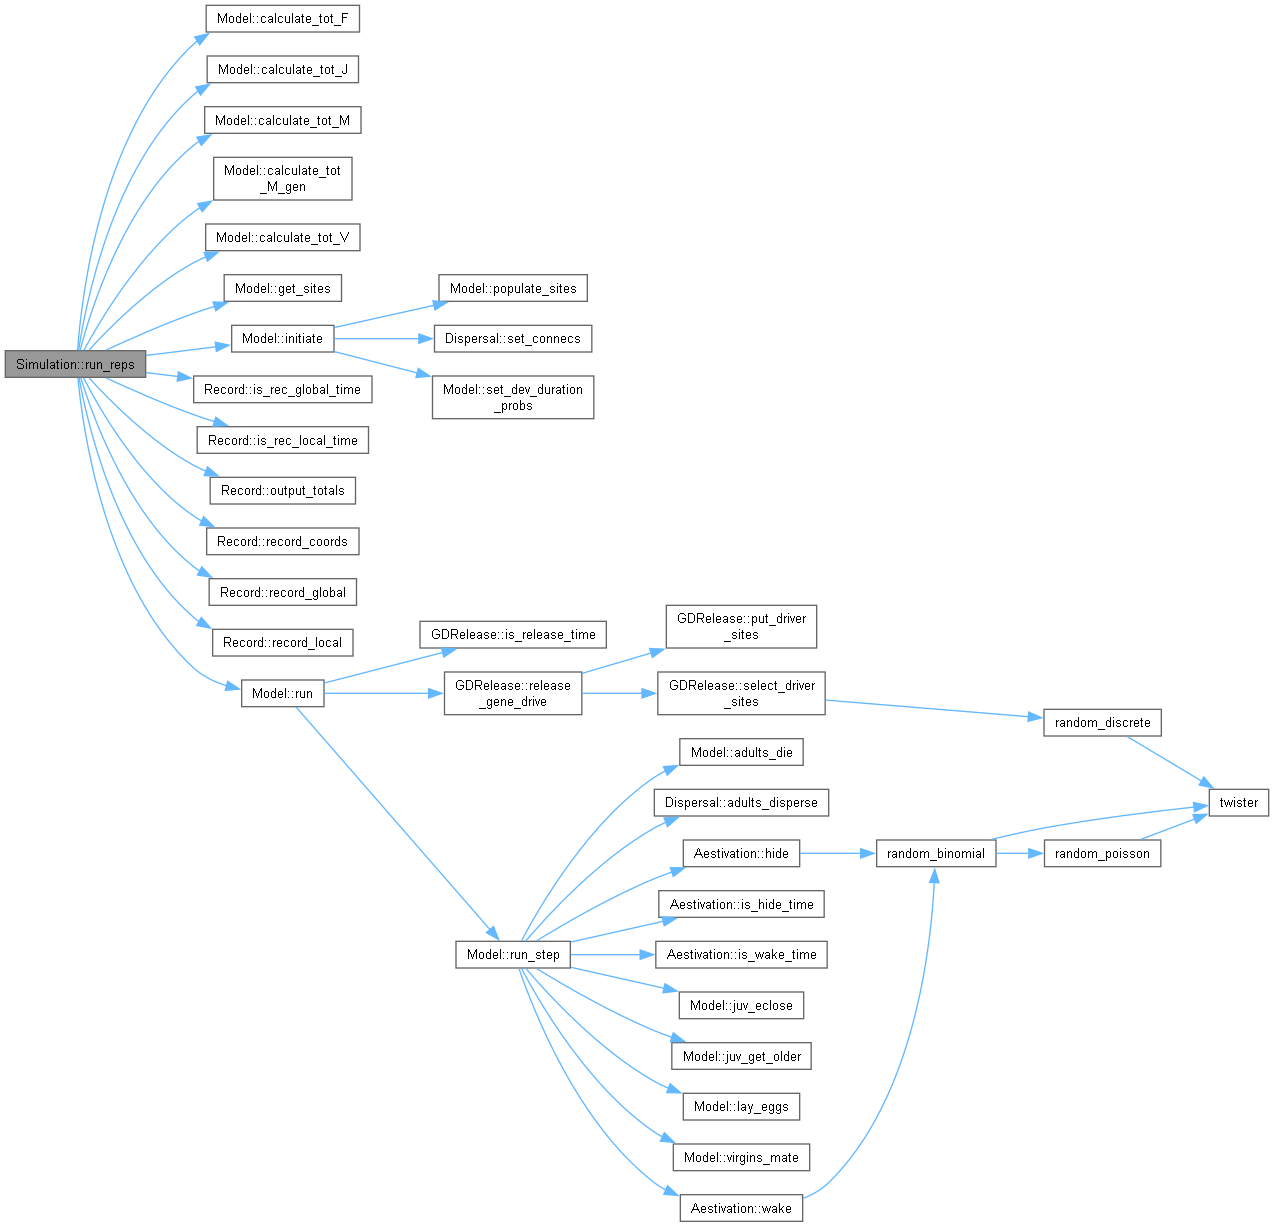 Model::calculate_tot_F
Model::calculate_tot_J
Model::calculate_tot_M
Model::calculate_tot
_M_gen
Model::calculate_tot_V
Model::get_sites
Model::populate_sites
Model::initiate
Dispersal::set_connecs
Simulation::run_reps
Record::is_rec_global_time
Model::set_dev_duration
_probs
Record::is_rec_local_time
Record::output_totals
Record::record_coords
Record::record_global
Record::record_local
GDRelease::is_release_time
GDRelease::put_driver
_sites
Model::run
GDRelease::release
_gene_drive
GDRelease::select_driver
_sites
random_discrete
Model::adults_die
Dispersal::adults_disperse
twister
Aestivation::hide
random_binomial
random_poisson
Aestivation::is_hide_time
Model::run_step
Aestivation::is_wake_time
Model::juv_eclose
Model::juv_get_older
Model::lay_eggs
Model::virgins_mate
Aestivation::wake